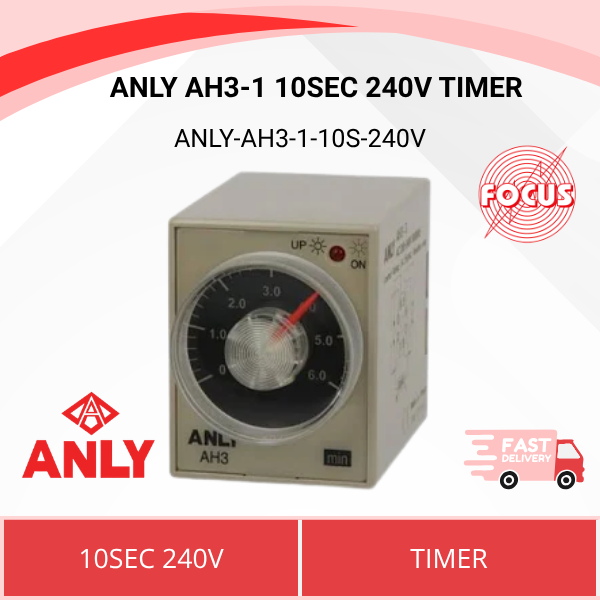 ANLY AH3-1 10SEC 240V TIMER
ANLY-AH3-1-10S-240V
FOCUS
UP
ON
3.0
2.0
1.0
5.0
0
6.0
ANLY
AH3
min
ANLY
ANLY
FAST
DELIVERY
10SEC 240V
TIMER